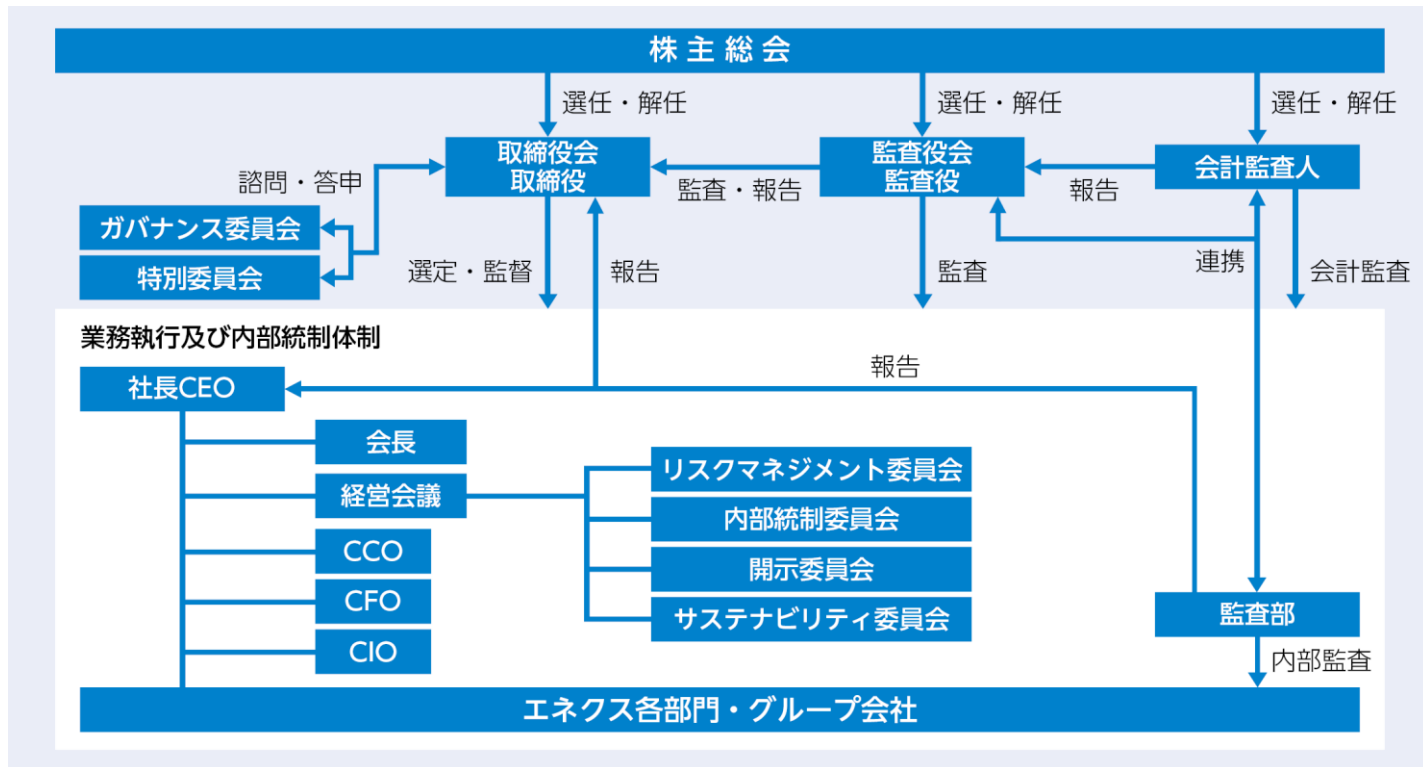 株主総会
選任・解任
選任・解任
選任・解任
取締役会
取締役
監査役会
監査役
会計監査人
諮問・答申
監査・報告
報告
ガバナンス委員会
特別委員会
選定・監督
報告
監査
連携
会計監査
業務執行及び内部統制体制
社長CEO
報告
会長
経営会議
CCO
CFO
CIO
リスクマネジメント委員会
内部統制委員会
開示委員会
サステナビリティ委員会
監査部
内部監査
エネクス各部門・グループ会社